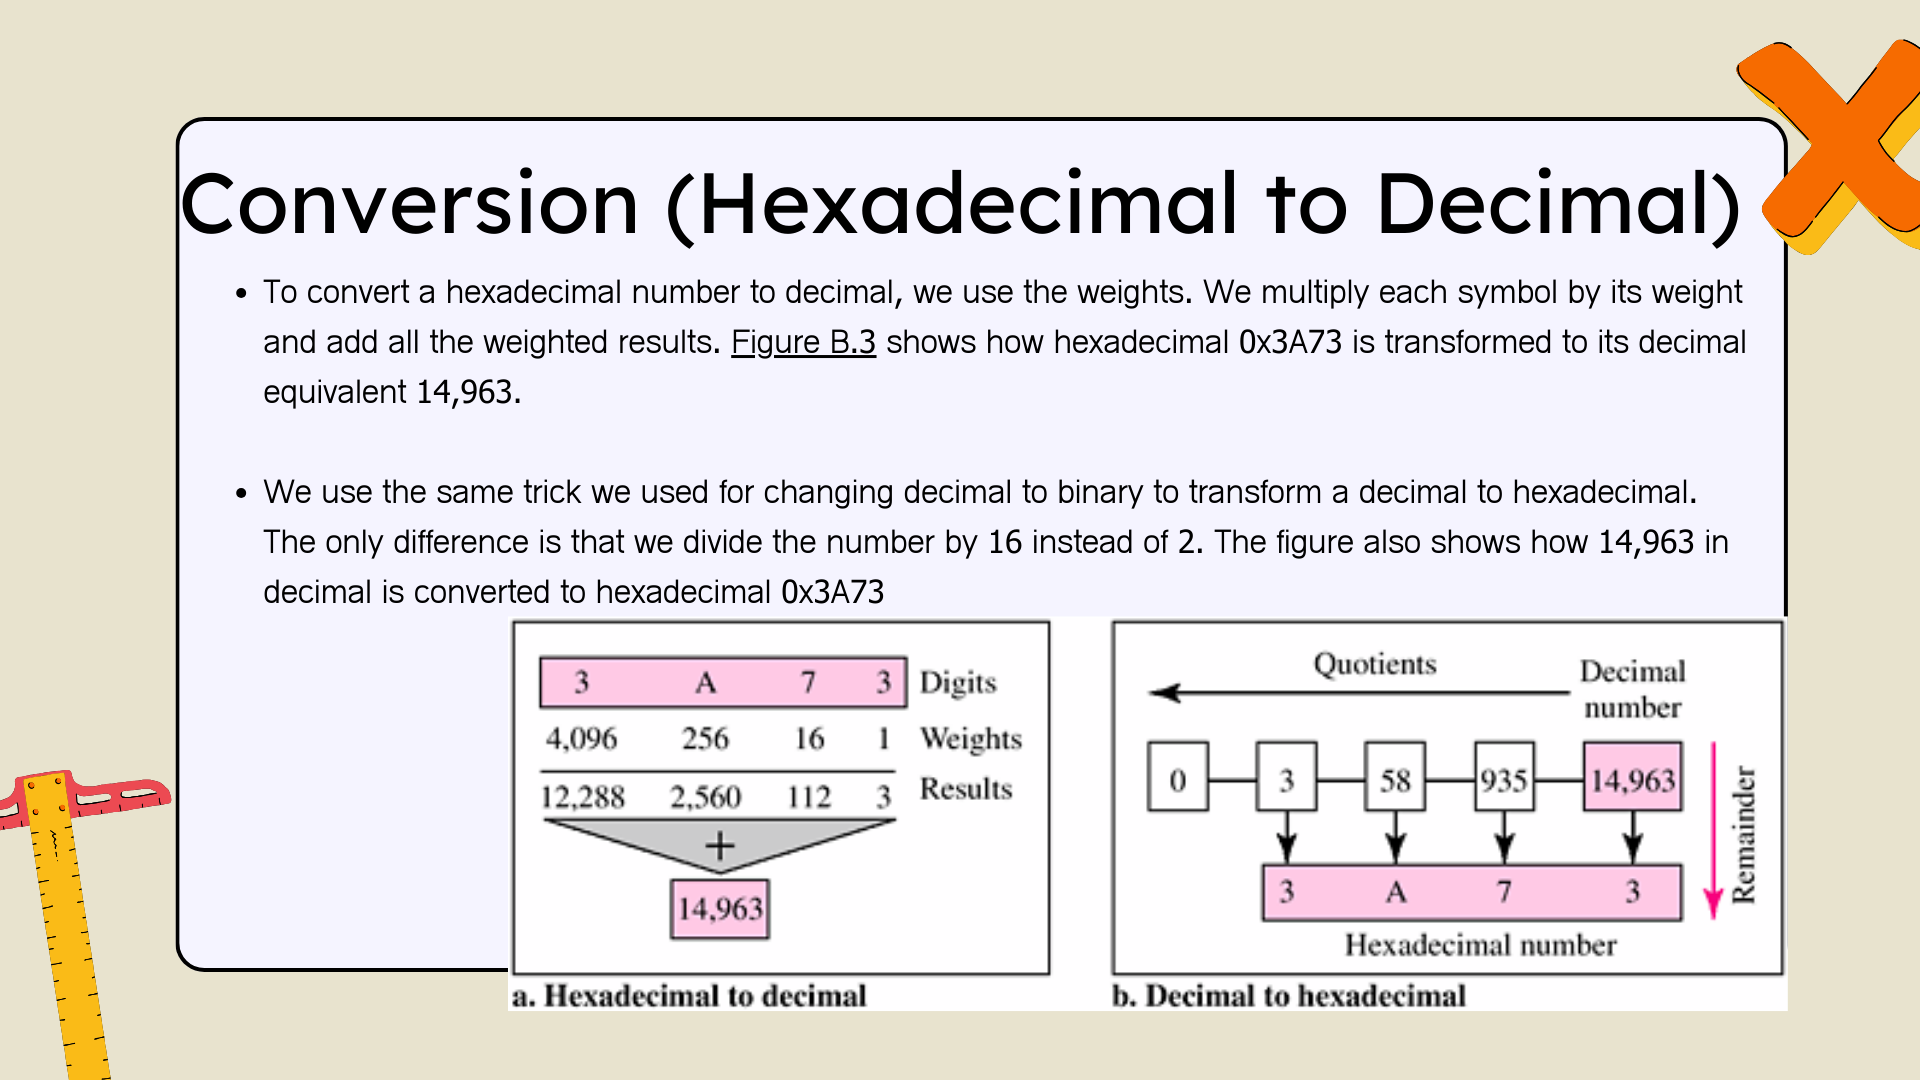 Conversion (Hexadecimal to Decimal)
• To convert a hexadecimal number to decimal, we use the weights. We multiply each symbol by its weight
and add all the weighted results. Figure B.3 shows how hexadecimal 0x3A73 is transformed to its decimal
equivalent 14,963.
• We use the same trick we used for changing decimal to binary to transform a decimal to hexadecimal.
The only difference is that we divide the number by 16 instead of 2. The figure also shows how 14,963 in
decimal is converted to hexadecimal 0x3A73
3 A 7 3 Digits
4,096 256 16 1 Weights
12,288 2,560 112 3 Results
+
14,963
a. Hexadecimal to decimal
Quotients
Decimal
number
0 3 58 935 14,963
Remainder
3 A 7 3
Hexadecimal number
b. Decimal to hexadecimal